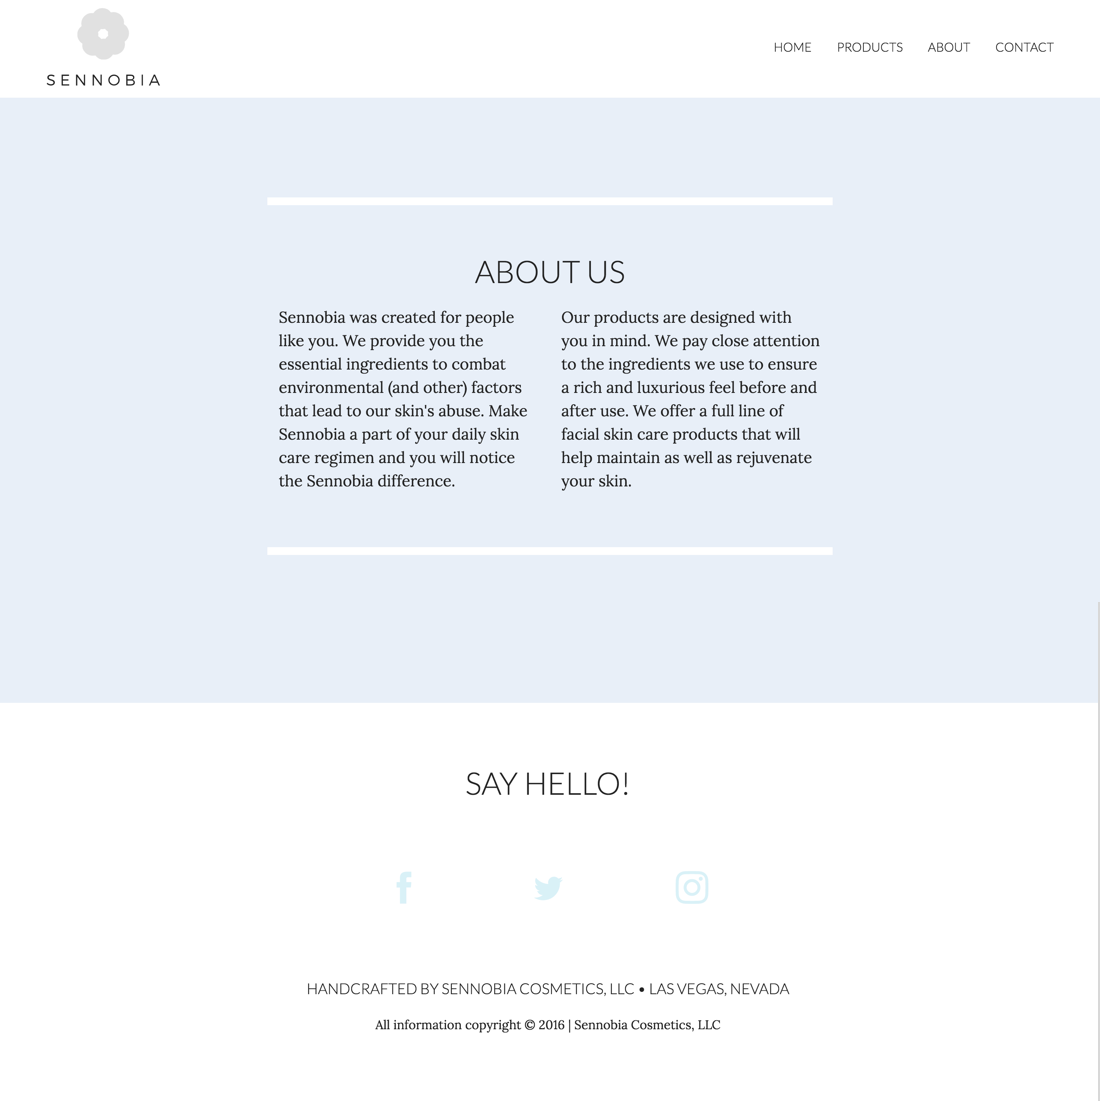 SENNOBIA
HOME PRODUCTS ABOUT CONTACT
ABOUT US
Sennobia was created for people
like you. We provide you the
essential ingredients to combat
environmental (and other) factors
that lead to our skin's abuse. Make
Sennobia a part of your daily skin
care regimen and you will notice
the Sennobia difference.
Our products are designed with
you in mind. We pay close attention
to the ingredients we use to ensure
a rich and luxurious feel before and
after use. We offer a full line of
facial skin care products that will
help maintain as well as rejuvenate
your skin.
SAY HELLO!
HANDCRAFTED BY SENNOBIA COSMETICS, LLC • LAS VEGAS, NEVADA
All information copyright © 2016 | Sennobia Cosmetics, LLC